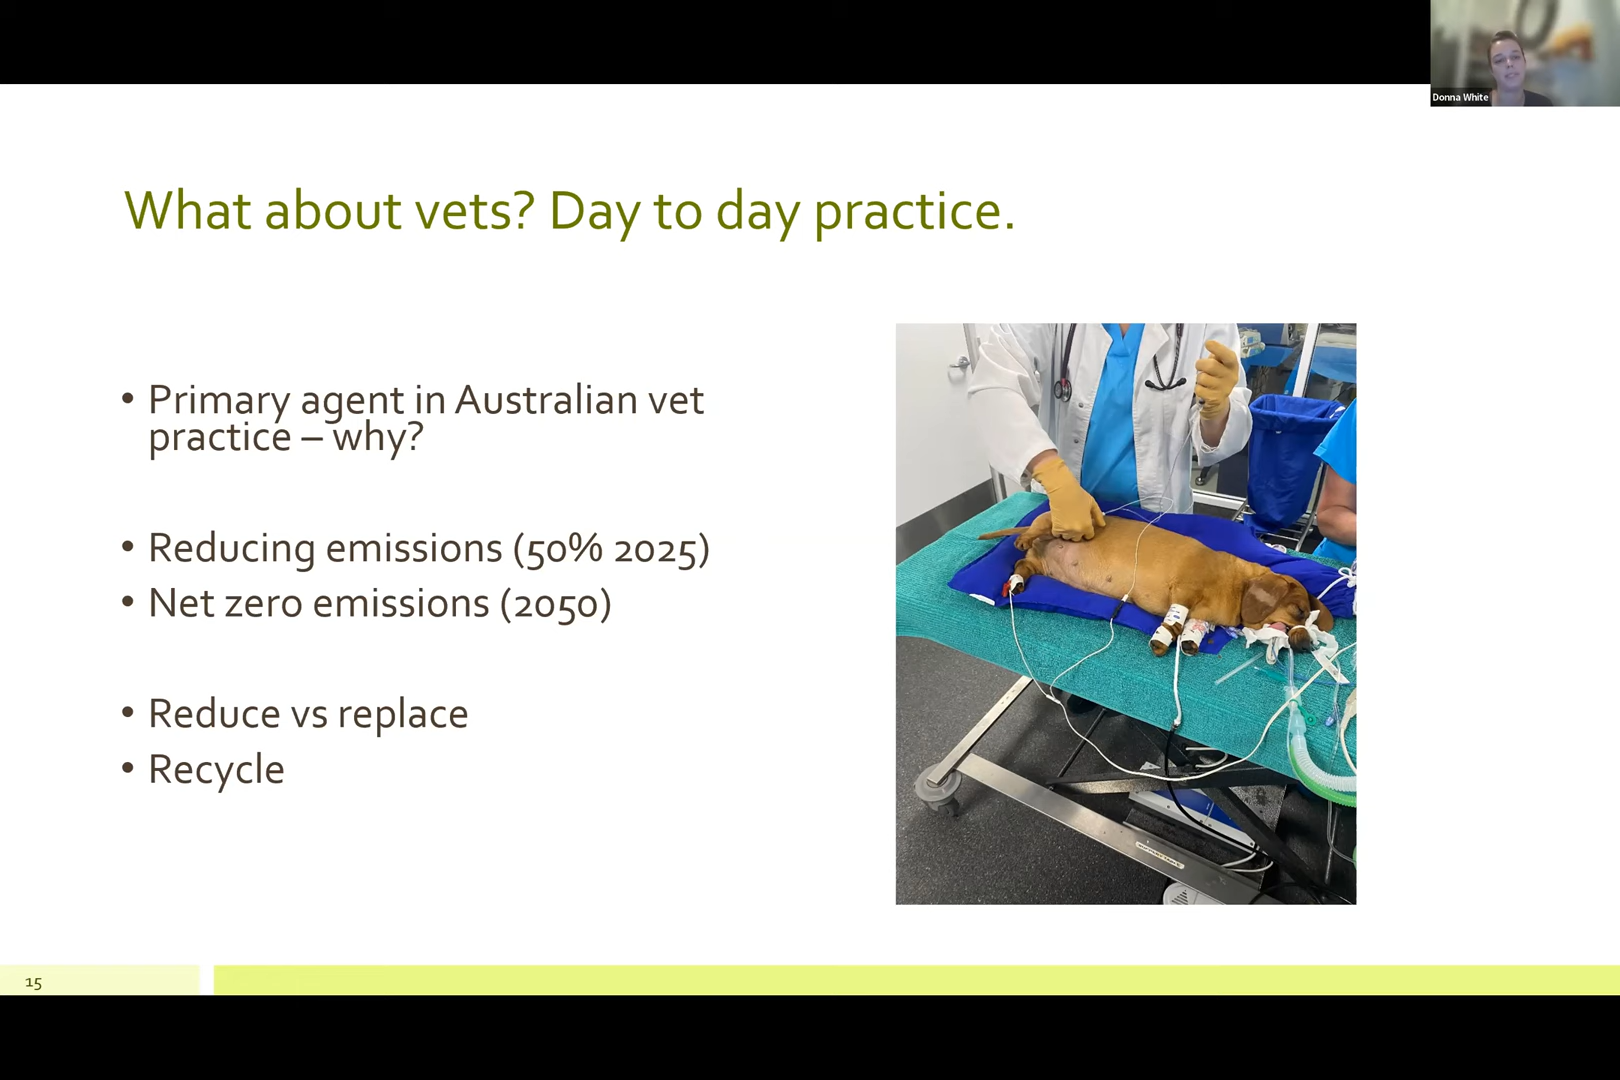 Donna White
What about vets? Day to day practice.
• Primary agent in Australian vet
practice – why?
• Reducing emissions (50% 2025)
• Net zero emissions (2050)
• Reduce vs replace
• Recycle
15